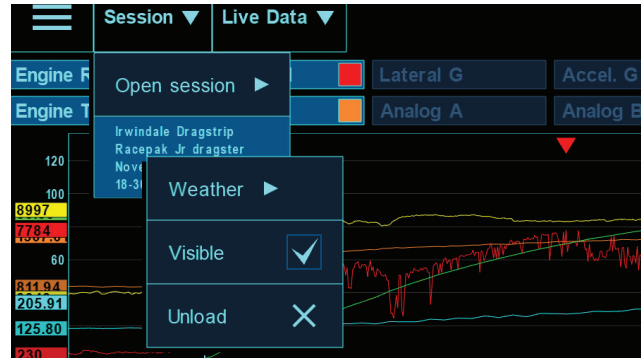 Session ▼ Live Data ▼
Engine Lateral G Accel. G
Open session ▶
Engine Analog A Analog B
Irwindale Dragstrip
Racepak Jr dragster
120
18-30
Weather ▶
100
8997
7784
Visible
60
811.94
205.91
Unload
125.80
230